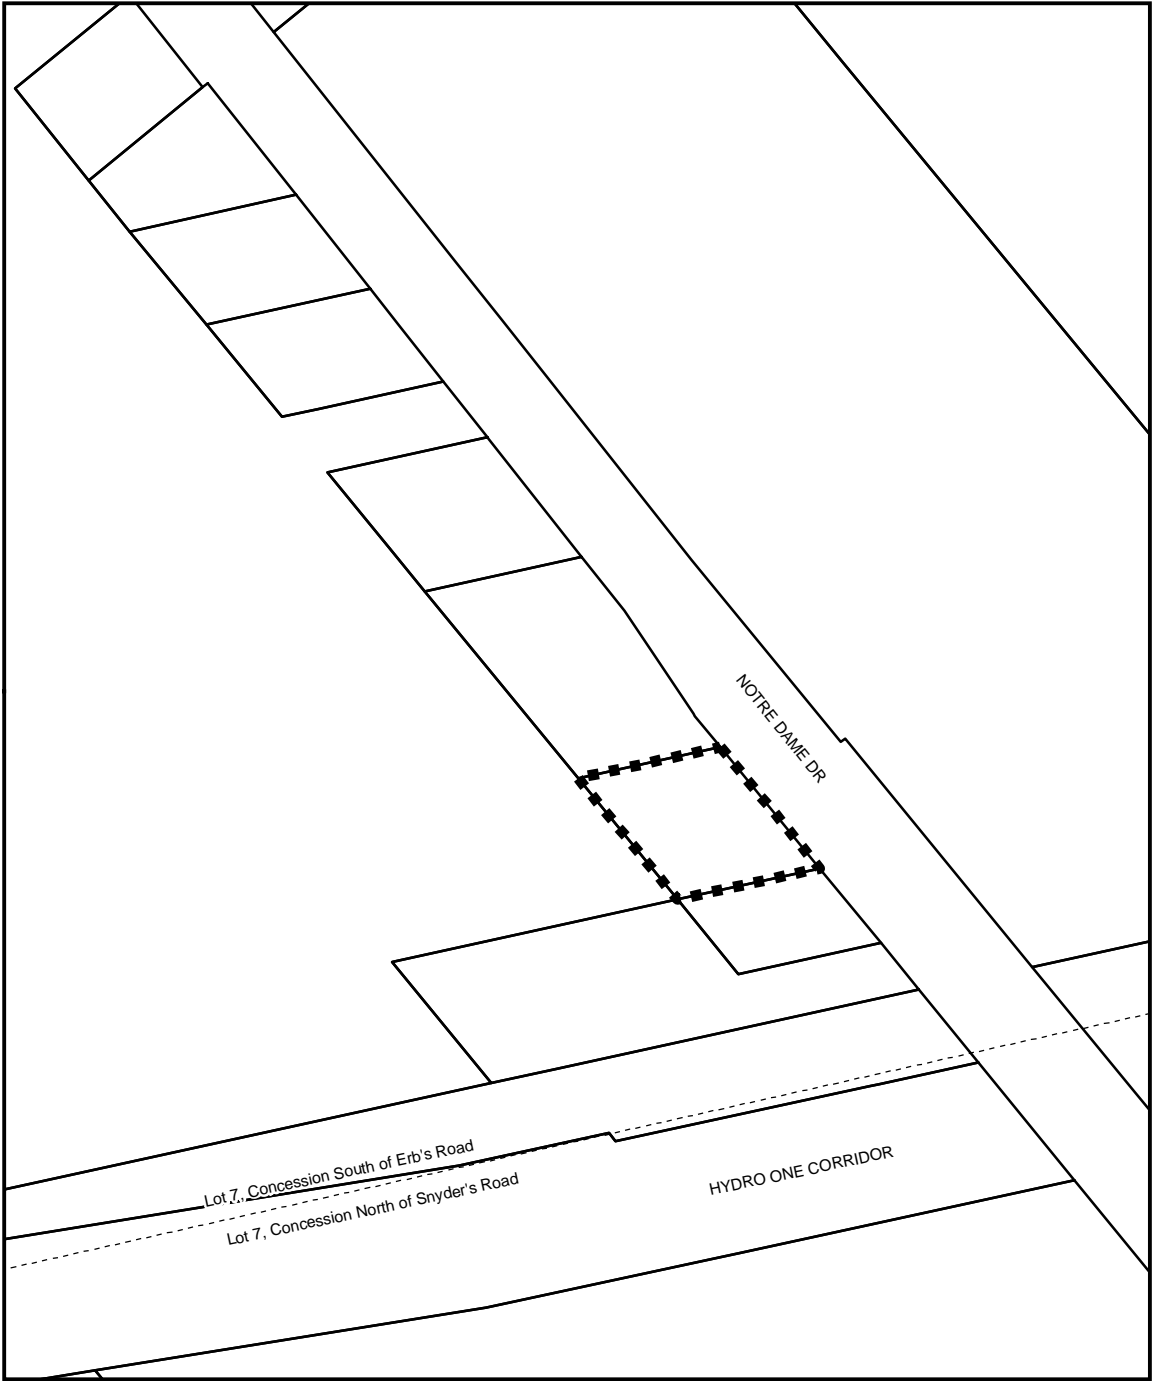 NOTRE DAME DR
Lot 7, Concession South of Erb's Road
HYDRO ONE CORRIDOR
Lot 7, Concession North of Snyder's Road